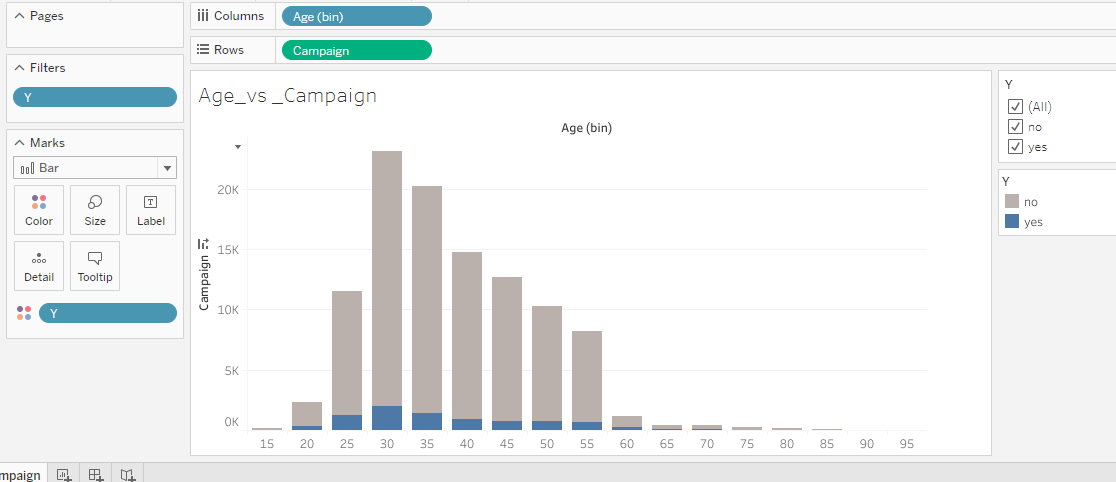 Pages
Columns
Age (bin)
Rows
Campaign
Filters
Y
Marks
Bar
Color
Size
Label
Detail
Tooltip
Y
Age_vs _Campaign
Age (bin)
Campaign
20K
15K
10K
5K
0K
15 20 25 30 35 40 45 50 55 60 65 70 75 80 85 90 95
Y
(All)
no
yes
Y
no
yes
mpaign